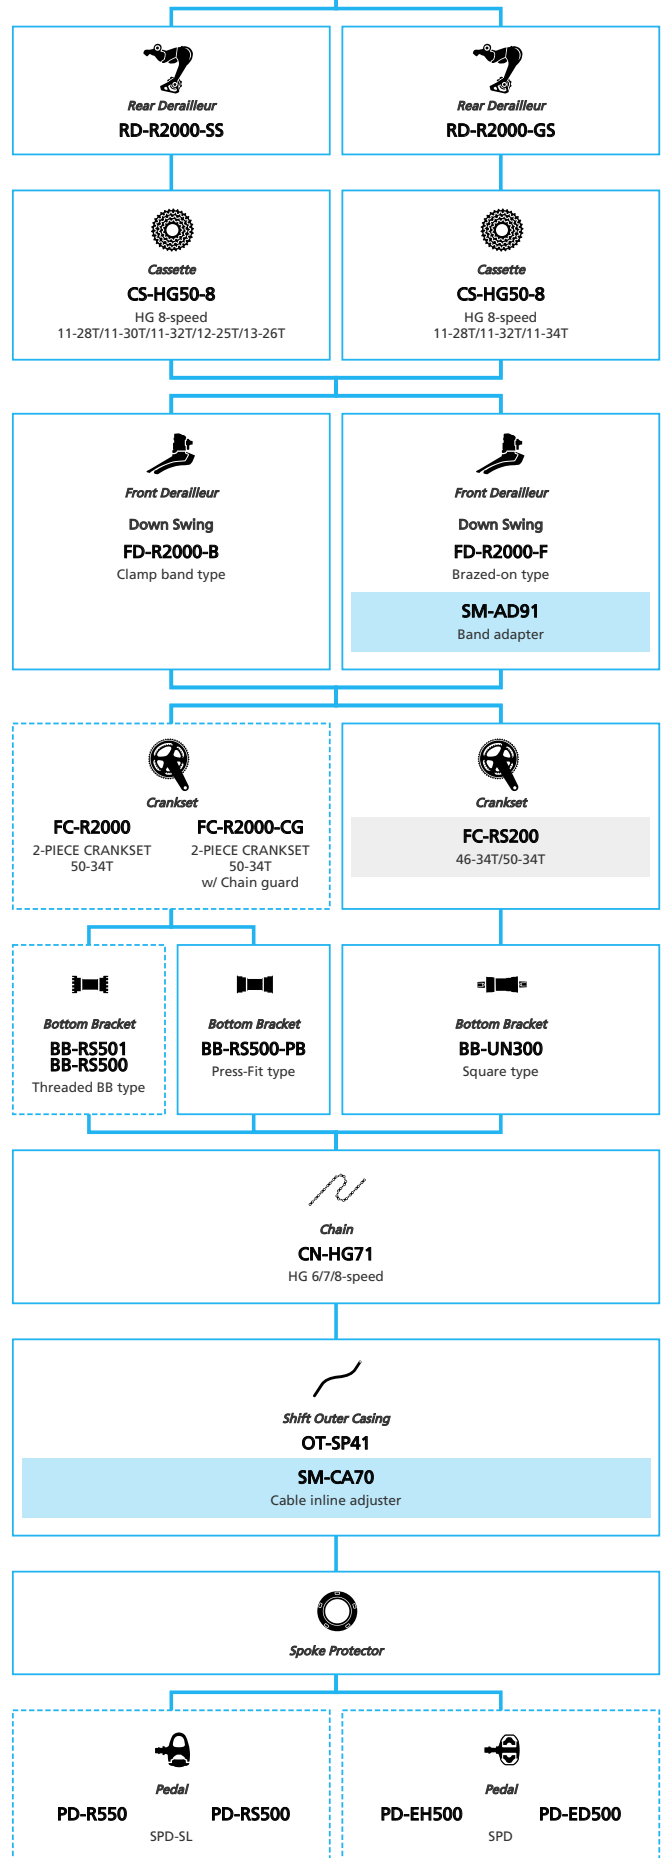 Rear Derailleur
RD-R2000-SS
Rear Derailleur
RD-R2000-GS
Cassette
CS-HG50-8
HG 8-speed
11-28T/11-30T/11-32T/12-25T/13-26T
Cassette
CS-HG50-8
HG 8-speed
11-28T/11-32T/11-34T
Front Derailleur
Down Swing
FD-R2000-B
Clamp band type
Front Derailleur
Down Swing
FD-R2000-F
Brazed-on type
SM-AD91
Band adapter
Crankset
FC-R2000
2-PIECE CRANKSET
50-34T
FC-R2000-CG
2-PIECE CRANKSET
50-34T
w/ Chain guard
Crankset
FC-RS200
46-34T/50-34T
Bottom Bracket
BB-RS501
BB-RS500
Threaded BB type
Bottom Bracket
BB-RS500-PB
Press-Fit type
Bottom Bracket
BB-UN300
Square type
Chain
CN-HG71
HG 6/7/8-speed
Shift Outer Casing
OT-SP41
SM-CA70
Cable inline adjuster
Spoke Protector
Pedal
PD-R550 PD-RS500
SPD-SL
Pedal
PD-EH500 PD-ED500
SPD